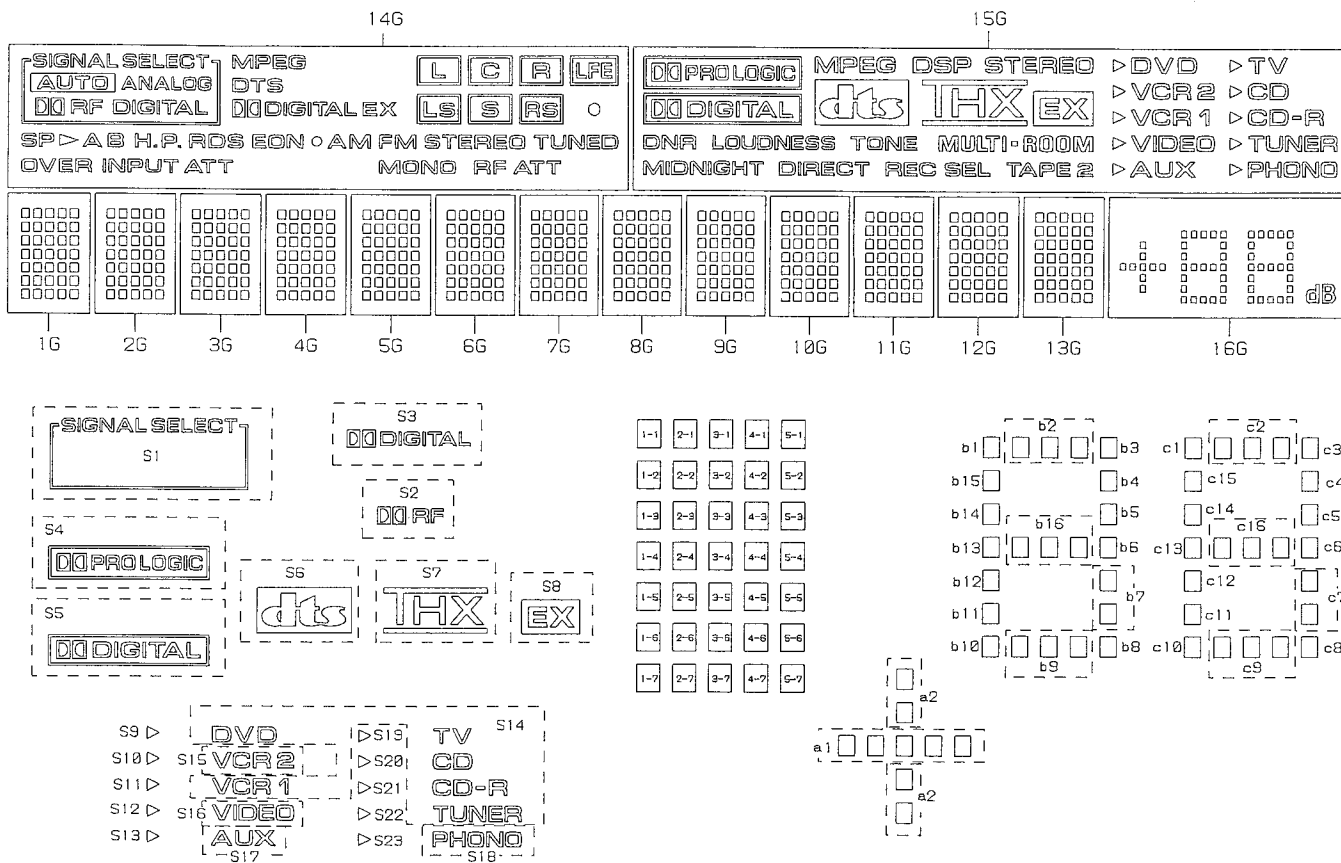 14G 15G
SIGNAL SELECT MPEG L C R LFE PRO LOGIC MPEG DSP STEREO ▷DVD ▷TV
AUTO ANALOG DTS DIGITAL dts THX EX ▷VCR 2 ▷CD
RF DIGITAL DIGITAL EX LS S RS ○ ▷VCR 1 ▷CD-R
SP▷A B H.P. RDS EON ○ AM FM STEREO TUNED DNR LOUDNESS TONE MULTI-ROOM ▷VIDEO ▷TUNER
OVER INPUT ATT MONO RF ATT MIDNIGHT DIRECT REC SEL TAPE 2 ▷AUX ▷PHONO
+ 8 8 dB
1G 2G 3G 4G 5G 6G 7G 8G 9G 10G 11G 12G 13G 16G
SIGNAL SELECT
S1
S3
DIGITAL
S2
RF
S4
PRO LOGIC
S5
DIGITAL
S6
dts
S7
THX
S8
EX
S9 ▷ DVD ▷S19 TV S14
S10 ▷ S15 VCR 2 ▷S20 CD
S11 ▷ VCR 1 ▷S21 CD-R
S12 ▷ S16 VIDEO ▷S22 TUNER
S13 ▷ AUX ▷S23 PHONO
S17 S18
1-1 2-1 3-1 4-1 5-1
1-2 2-2 3-2 4-2 5-2
1-3 2-3 3-3 4-3 5-3
1-4 2-4 3-4 4-4 5-4
1-5 2-5 3-5 4-5 5-5
1-6 2-6 3-6 4-6 5-6
1-7 2-7 3-7 4-7 5-7
a2
a1
a2
b2
b1 b3
b15 b4
b14 b5
b16
b13 b6
b12
b7
b11
b10 b8
b9
c2
c1 c3
c15 c4
c14 c5
c16
c13 c6
c12
c7
c11
c10 c8
c9